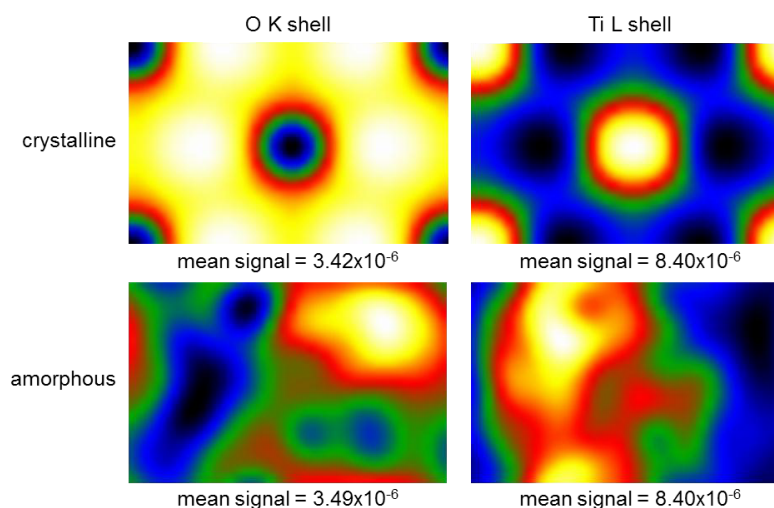 O K shell
Ti L shell
crystalline
mean signal = 3.42x10⁻⁶
mean signal = 8.40x10⁻⁶
amorphous
mean signal = 3.49x10⁻⁶
mean signal = 8.40x10⁻⁶